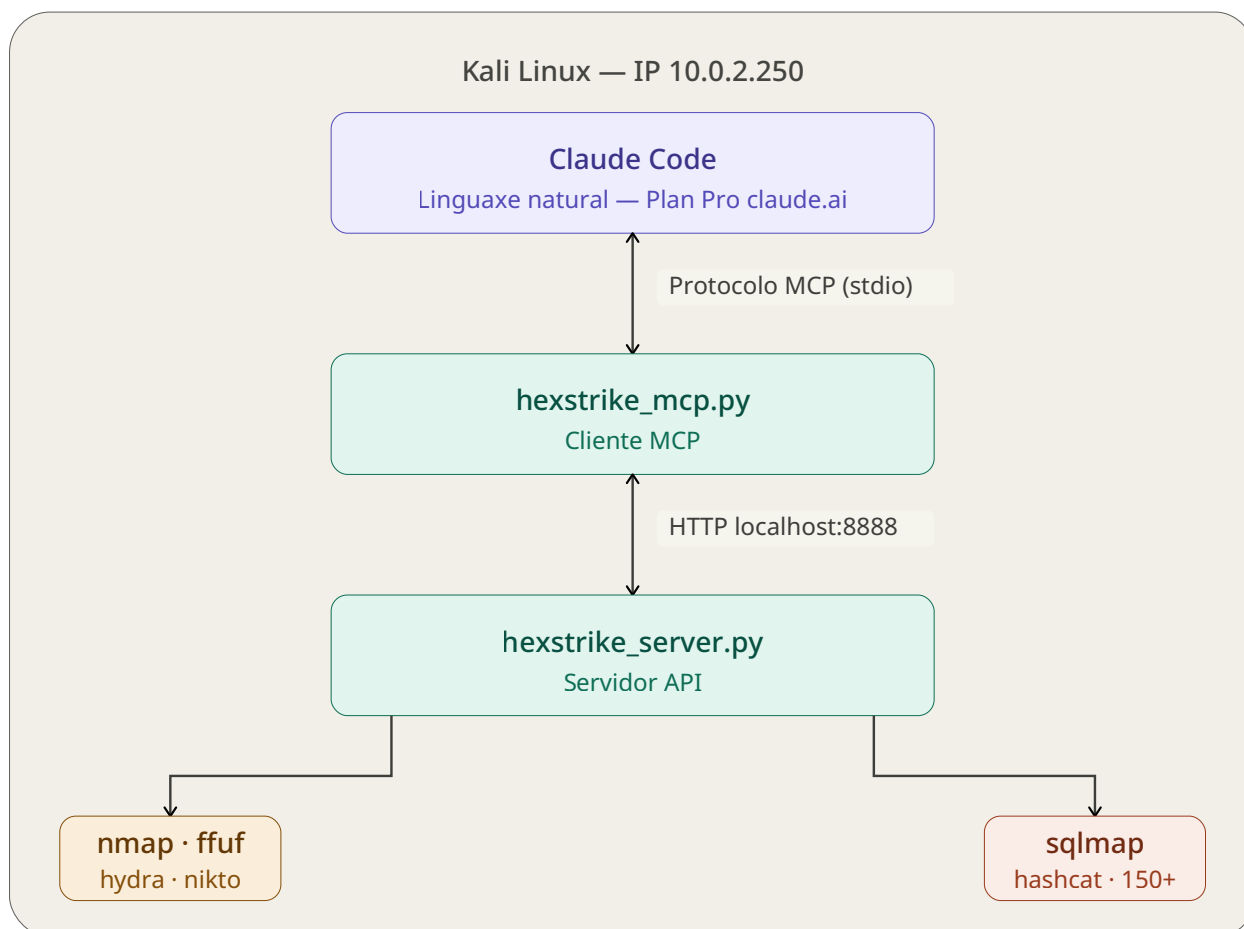 Kali Linux — IP 10.0.2.250
Claude Code
Linguaxe natural — Plan Pro claude.ai
Protocolo MCP (stdio)
hexstrike_mcp.py
Cliente MCP
HTTP localhost:8888
hexstrike_server.py
Servidor API
nmap · ffuf
hydra · nikto
sqlmap
hashcat · 150+